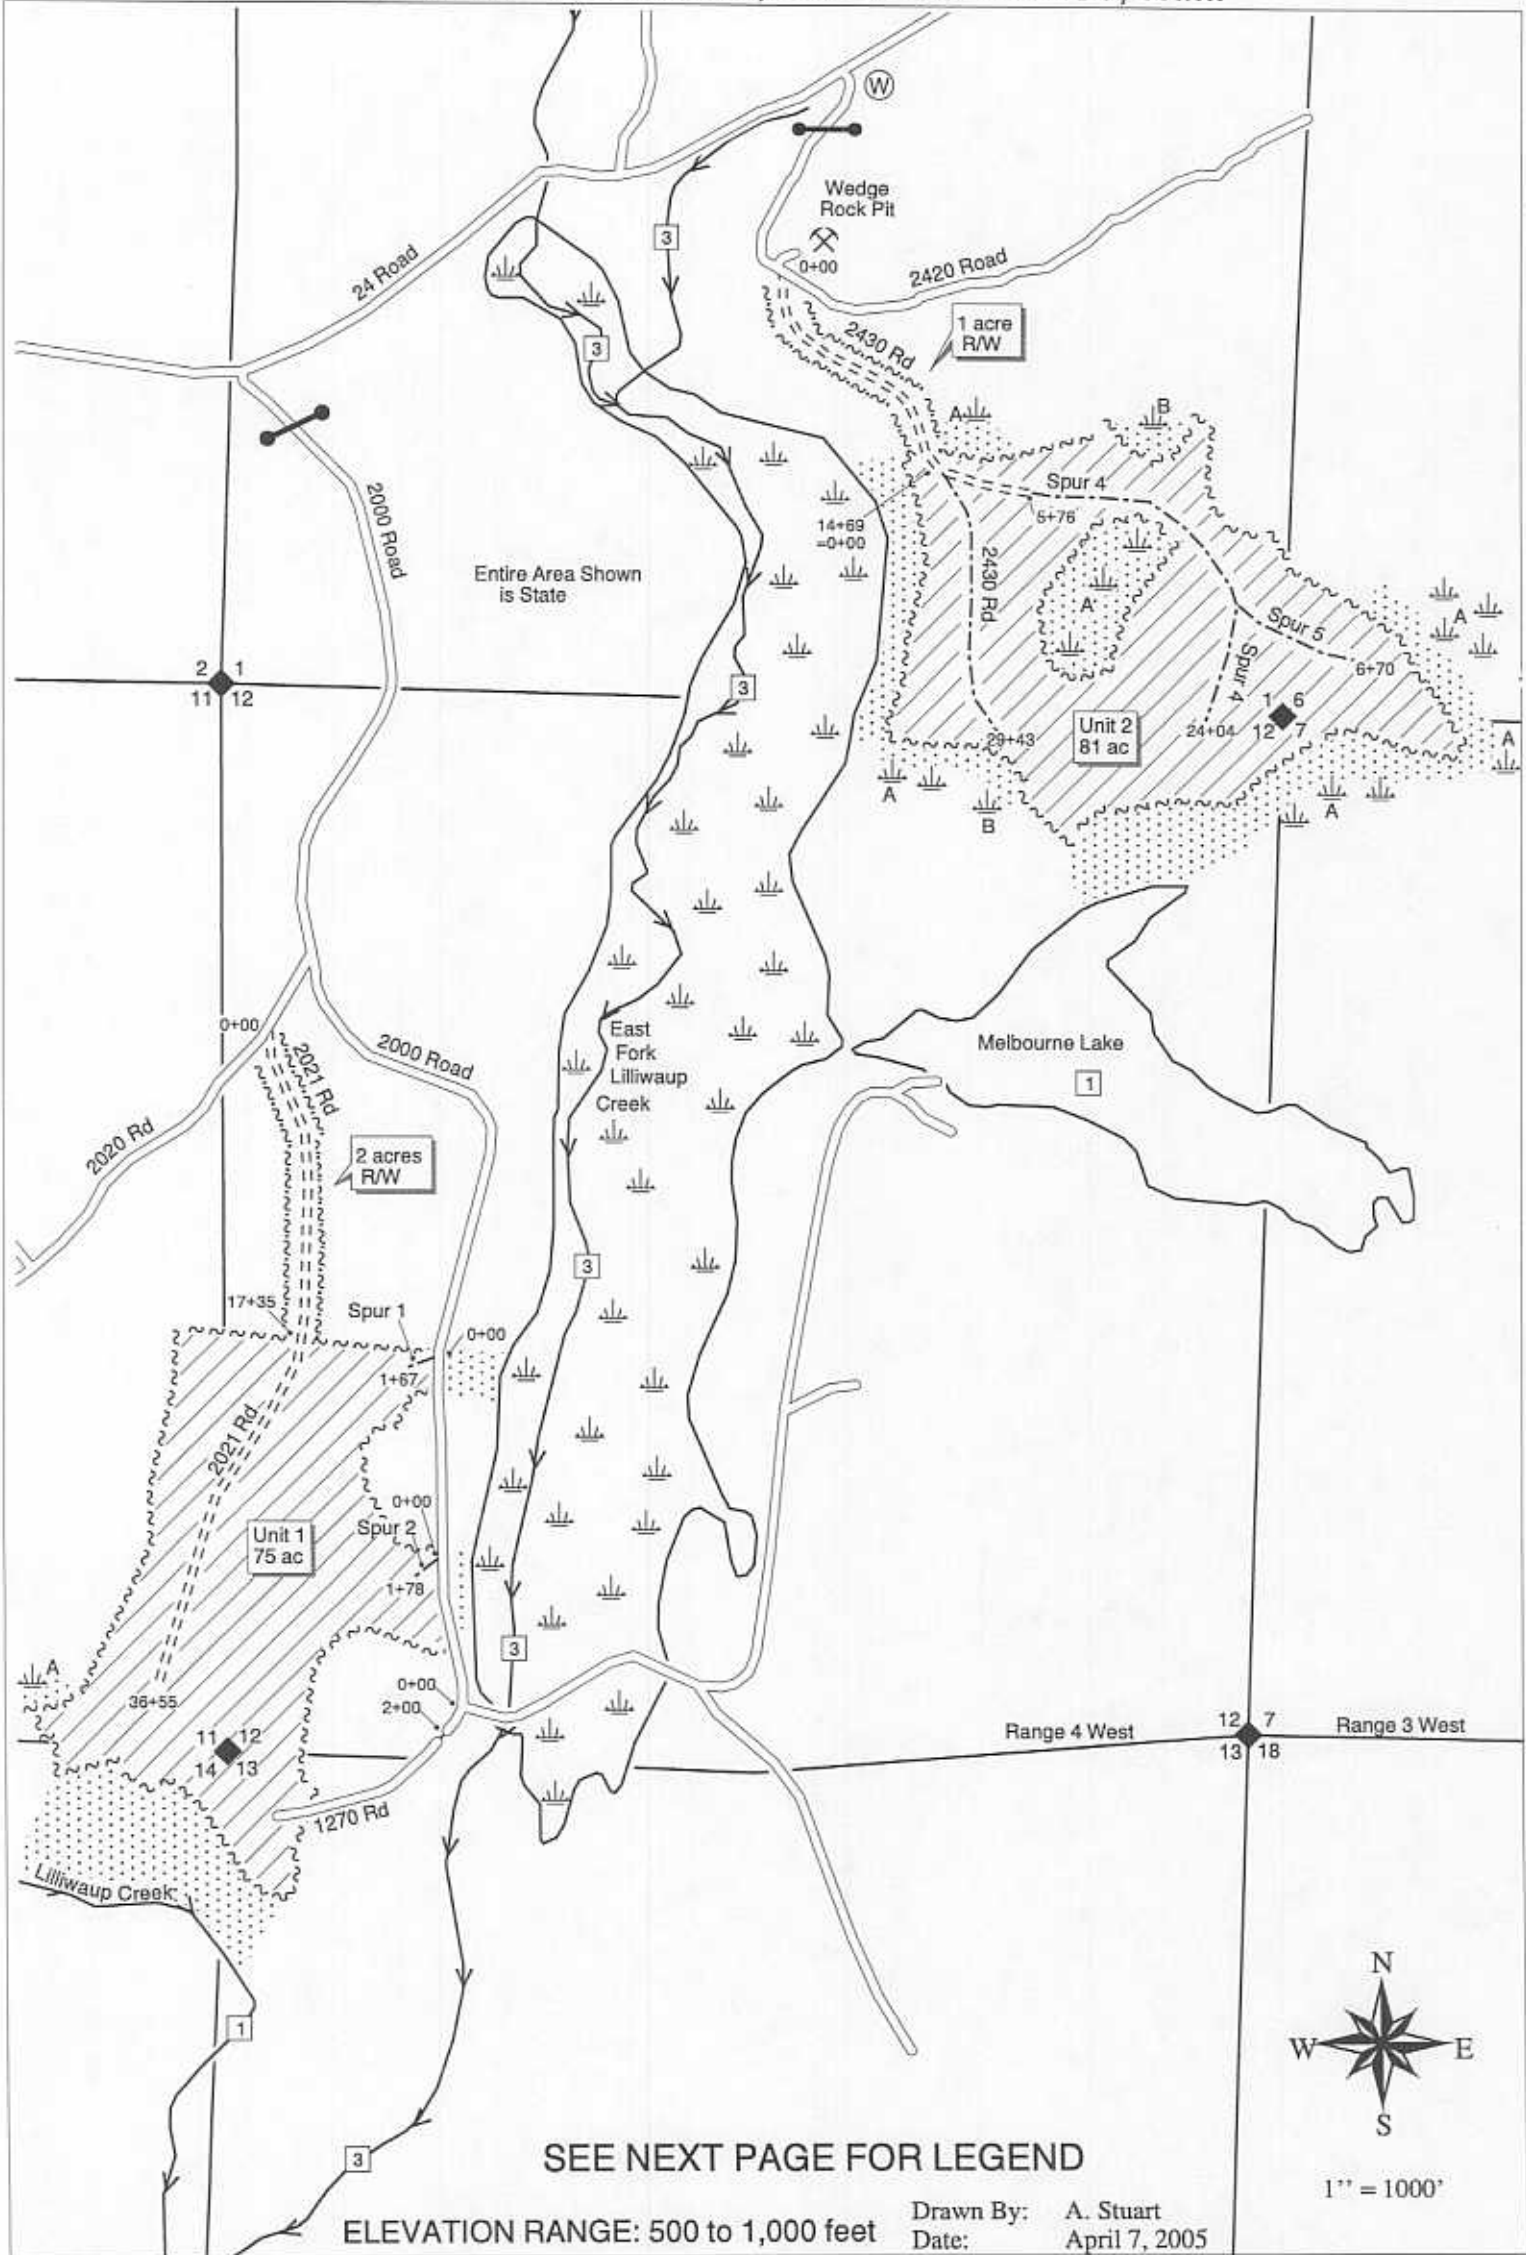 W
Wedge
Rock Pit
3
0+00
24 Road
2420 Road
1 acre
R/W
3
2430 Rd
A
B
2000 Road
Spur 4
5+76
14+69
=0+00
Entire Area Shown
is State
2430 Rd
A
A
Spur 5
6+70
Spur 4
2 1
11 12
3
1 6
12 7
Unit 2
81 ac
24+04
29+43
A
A
B
A
0+00
East
Fork
Lilliwaup
Creek
Melbourne Lake
1
2000 Road
2021 Rd
2020 Rd
2 acres
R/W
3
17+35
Spur 1
0+00
1+67
2021 Rd
0+00
Unit 1
75 ac
Spur 2
1+78
3
A
36+55
0+00
2+00
11 12
14 13
Range 4 West
12 7
13 18
Range 3 West
1270 Rd
Lilliwaup Creek
1
N
W E
S
3
SEE NEXT PAGE FOR LEGEND
1'' = 1000'
ELEVATION RANGE: 500 to 1,000 feet
Drawn By: A. Stuart
Date: April 7, 2005